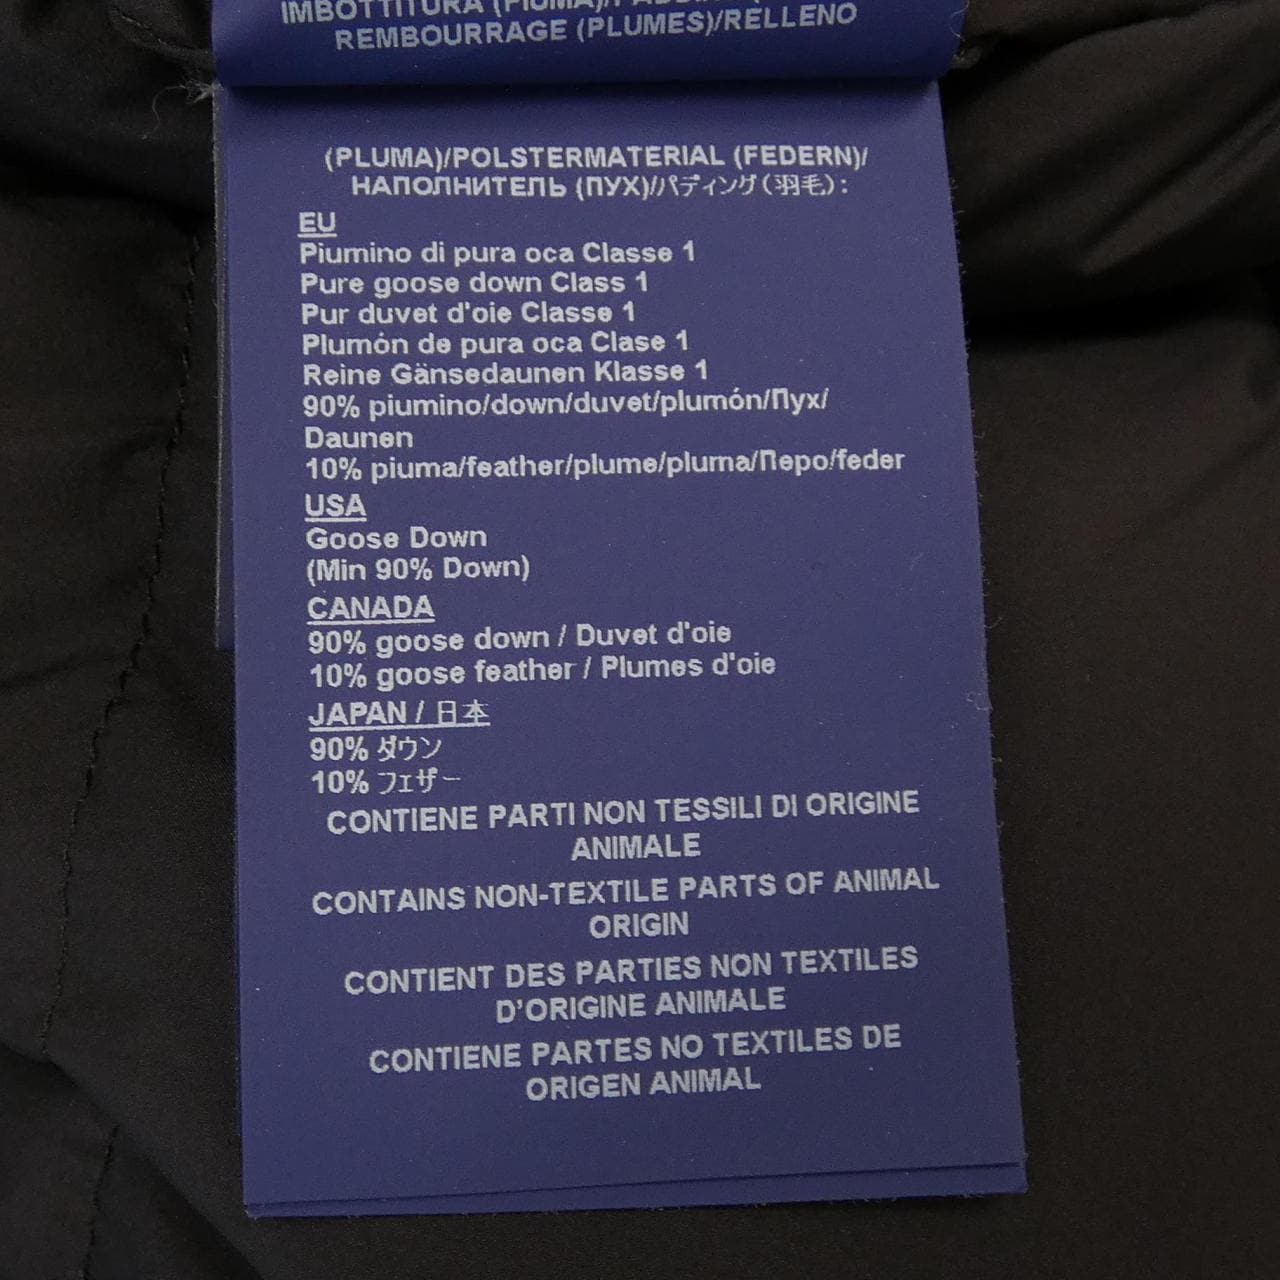 IMBOTTITURA (PIUMA)/
REMBOURRAGE (PLUMES)/RELLENO
(PLUMA)/POLSTERMATERIAL (FEDERN)/
НАПОЛНИТЕЛЬ (ПУХ)/パディング(羽毛):
EU
Piumino di pura oca Classe 1
Pure goose down Class 1
Pur duvet d'oie Classe 1
Plumón de pura oca Clase 1
Reine Gänsedaunen Klasse 1
90% piumino/down/duvet/plumón/Пух/
Daunen
10% piuma/feather/plume/pluma/Перо/feder
USA
Goose Down
(Min 90% Down)
CANADA
90% goose down / Duvet d'oie
10% goose feather / Plumes d'oie
JAPAN / 日本
90% ダウン
10% フェザー
CONTIENE PARTI NON TESSILI DI ORIGINE
ANIMALE
CONTAINS NON-TEXTILE PARTS OF ANIMAL
ORIGIN
CONTIENT DES PARTIES NON TEXTILES
D'ORIGINE ANIMALE
CONTIENE PARTES NO TEXTILES DE
ORIGEN ANIMAL